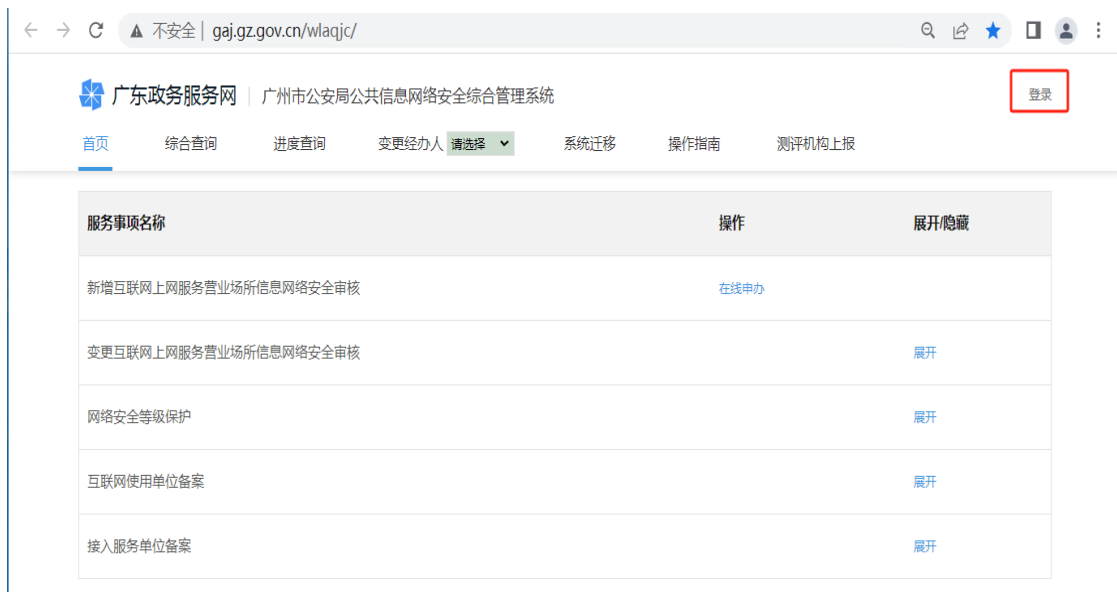 不安全 | gaj.gz.gov.cn/wlaqjc/
广东政务服务网 | 广州市公安局公共信息网络安全综合管理系统 登录
首页 综合查询 进度查询 变更经办人 请选择 系统迁移 操作指南 测评机构上报
服务事项名称 操作 展开/隐藏
新增互联网上网服务营业场所信息网络安全审核 在线申办
变更互联网上网服务营业场所信息网络安全审核 展开
网络安全等级保护 展开
互联网使用单位备案 展开
接入服务单位备案 展开